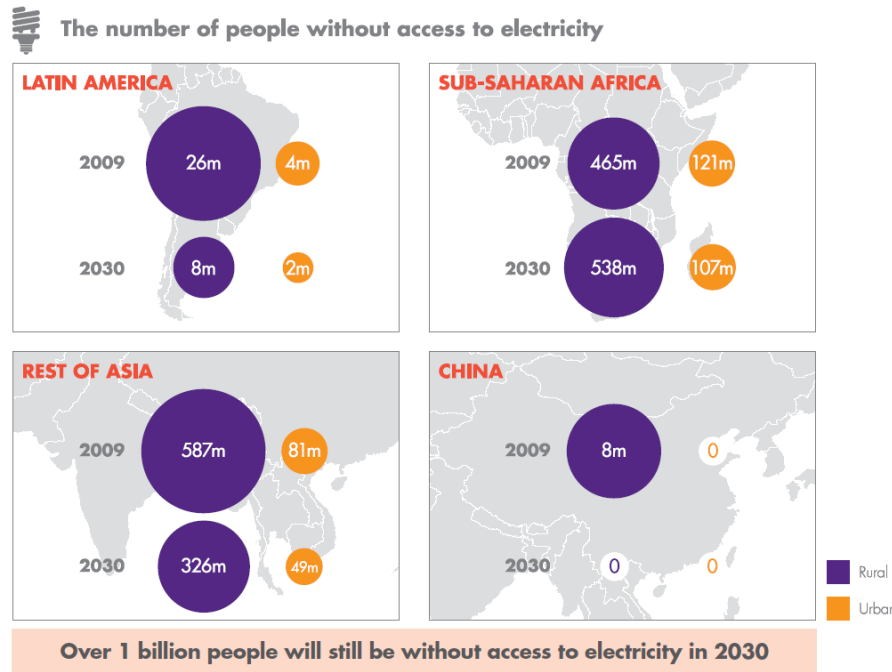 The number of people without access to electricity
LATIN AMERICA
2009 26m 4m
2030 8m 2m
SUB-SAHARAN AFRICA
2009 465m 121m
2030 538m 107m
REST OF ASIA
2009 587m 81m
2030 326m 49m
CHINA
2009 8m 0
2030 0 0
Rural
Urban
Over 1 billion people will still be without access to electricity in 2030